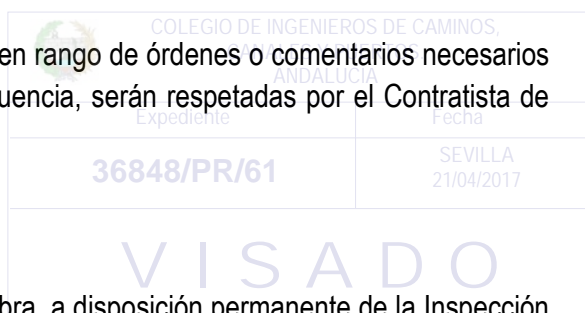 COLEGIO DE INGENIEROS DE CAMINOS,
en rango de órdenes o comentarios necesarios
ANDALUCÍA
uencia, serán respetadas por el Contratista de
Expediente Fecha
36848/PR/61 SEVILLA
21/04/2017
VISADO
bra, a disposición permanente de la Inspección